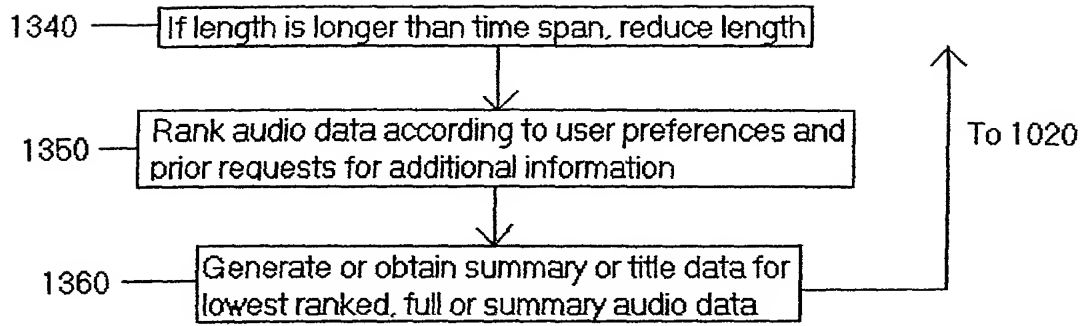 1340 If length is longer than time span, reduce length
1350 Rank audio data according to user preferences and
prior requests for additional information
To 1020
1360 Generate or obtain summary or title data for
lowest ranked, full or summary audio data